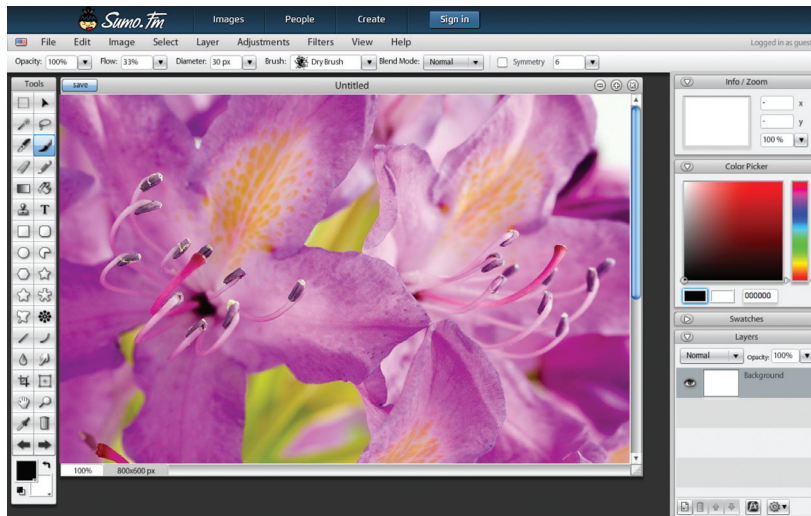 Sumo.Fm Images People Create Sign in
File Edit Image Select Layer Adjustments Filters View Help Logged in as guest
Opacity: 100% Flow: 33% Diameter: 30 px Brush: Dry Brush Blend Mode: Normal Symmetry 6
Tools
save Untitled
Info / Zoom
- x
- y
100 %
Color Picker
T
000000
Swatches
Layers
Normal Opacity: 100%
Background
100% 800x600 px